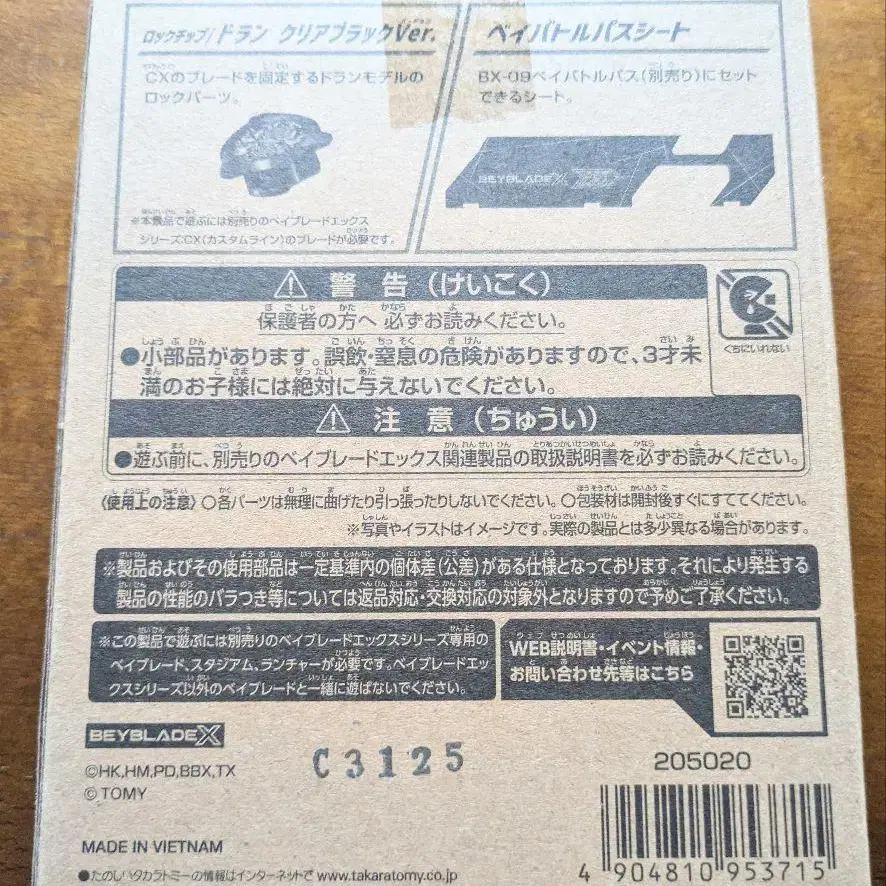 ロックチップ/ドラン クリアブラックVer.
CXのブレードを固定するドランモデルの
ロックパーツ。
※本景品で遊ぶには別売りのベイブレードエックス
シリーズ:CX(カスタムライン)のブレードが必要です。
ベイバトルパスシート
BX-09ベイバトルパス(別売り)にセット
できるシート。
BEYBLADE X
⚠ 警告(けいこく)
保護者の方へ 必ずお読みください。
●小部品があります。誤飲・窒息の危険がありますので、3才未
満のお子様には絶対に与えないでください。
くちにいれない
⚠ 注意(ちゅうい)
●遊ぶ前に、別売りのベイブレードエックス関連製品の取扱説明書を必ずお読みください。
〈使用上の注意〉○各パーツは無理に曲げたり引っ張ったりしないでください。○包装材は開封後すぐにすててください。
※写真やイラストはイメージです。実際の製品とは多少異なる場合があります。
※製品およびその使用部品は一定基準内の個体差(公差)がある仕様となっております。それにより発生する
製品の性能のバラつき等については返品対応・交換対応の対象外となりますので予めご了承ください。
※この製品で遊ぶには別売りのベイブレードエックスシリーズ専用の
ベイブレード、スタジアム、ランチャーが必要です。ベイブレードエッ
クスシリーズ以外のベイブレードと一緒に遊ばないでください。
WEB説明書・イベント情報・
お問い合わせ先等はこちら
BEYBLADE X
©HK,HM,PD,BBX,TX
© TOMY
C3125
205020
MADE IN VIETNAM
●たのしいタカラトミーの情報はインターネットで www.takaratomy.co.jp
4 904810 953715